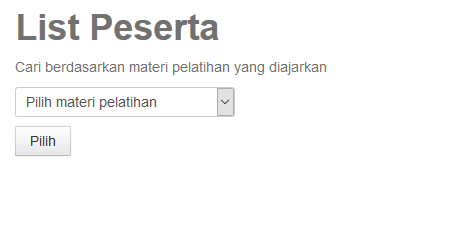 List Peserta
Cari berdasarkan materi pelatihan yang diajarkan
Pilih materi pelatihan
Pilih